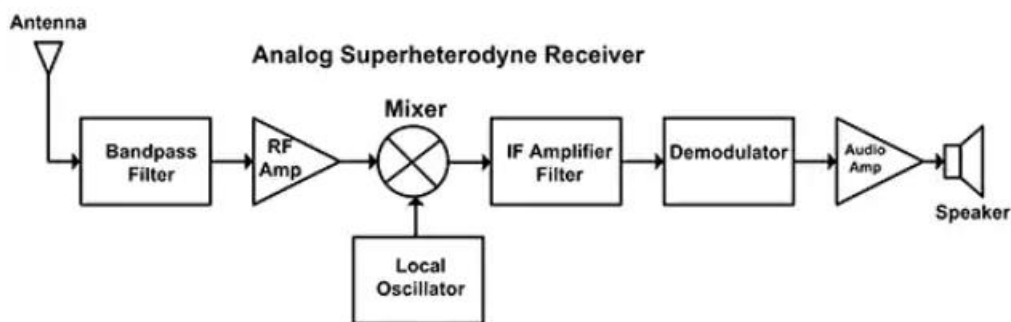 Antenna
Analog Superheterodyne Receiver
Mixer
Bandpass
Filter
RF
Amp
IF Amplifier
Filter
Demodulator
Audio
Amp
Speaker
Local
Oscillator